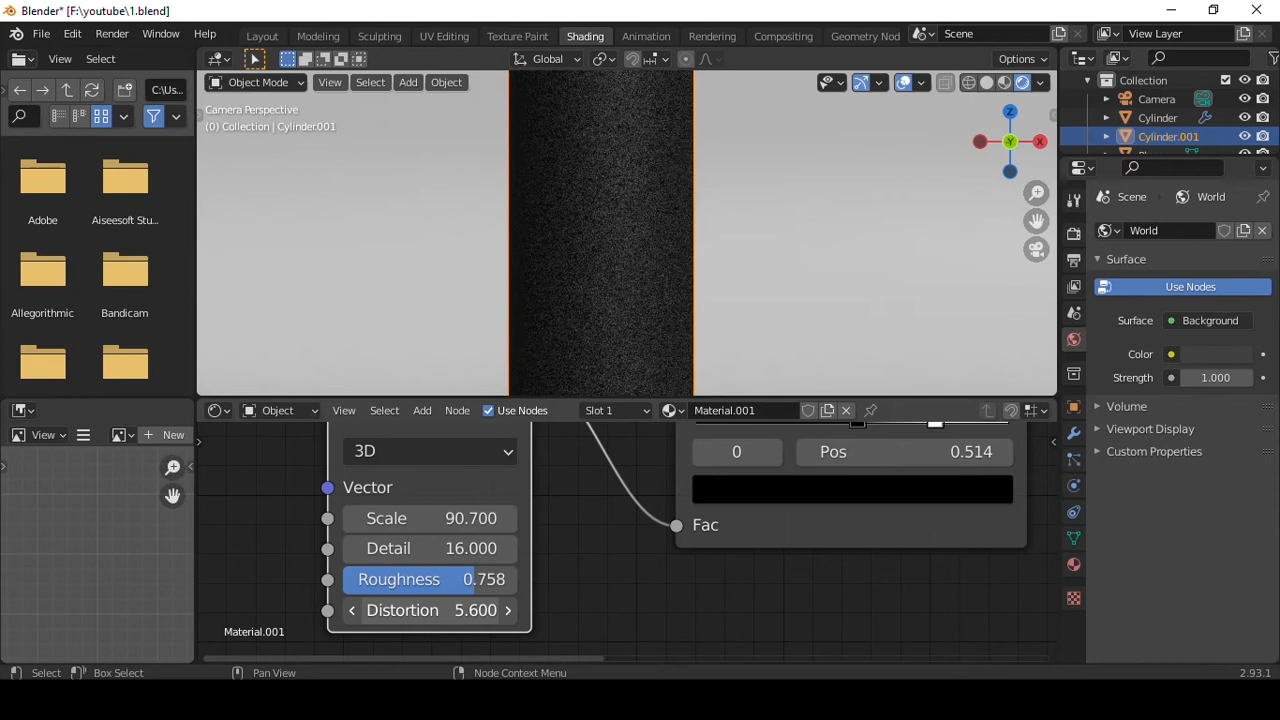 Blender* [F:\youtube\1.blend]
File Edit Render Window Help Layout Modeling Sculpting UV Editing Texture Paint Shading Animation Rendering Compositing Geometry Nod Scene View Layer
View Select Global Options
C:\Us... Object Mode View Select Add Object
Collection
Camera Perspective
(0) Collection | Cylinder.001
Camera
Cylinder
Cylinder.001
Z
Y X
Adobe Aiseesoft Stu...
Allegorithmic Bandicam
Scene World
World
Surface
Use Nodes
Surface Background
Color
Strength 1.000
Volume
Viewport Display
Custom Properties
Object View Select Add Node Use Nodes Slot 1 Material.001
View New
3D
Vector
Scale 90.700
Detail 16.000
Roughness 0.758
Distortion 5.600
0 Pos 0.514
Fac
Material.001
Select Box Select Pan View Node Context Menu 2.93.1